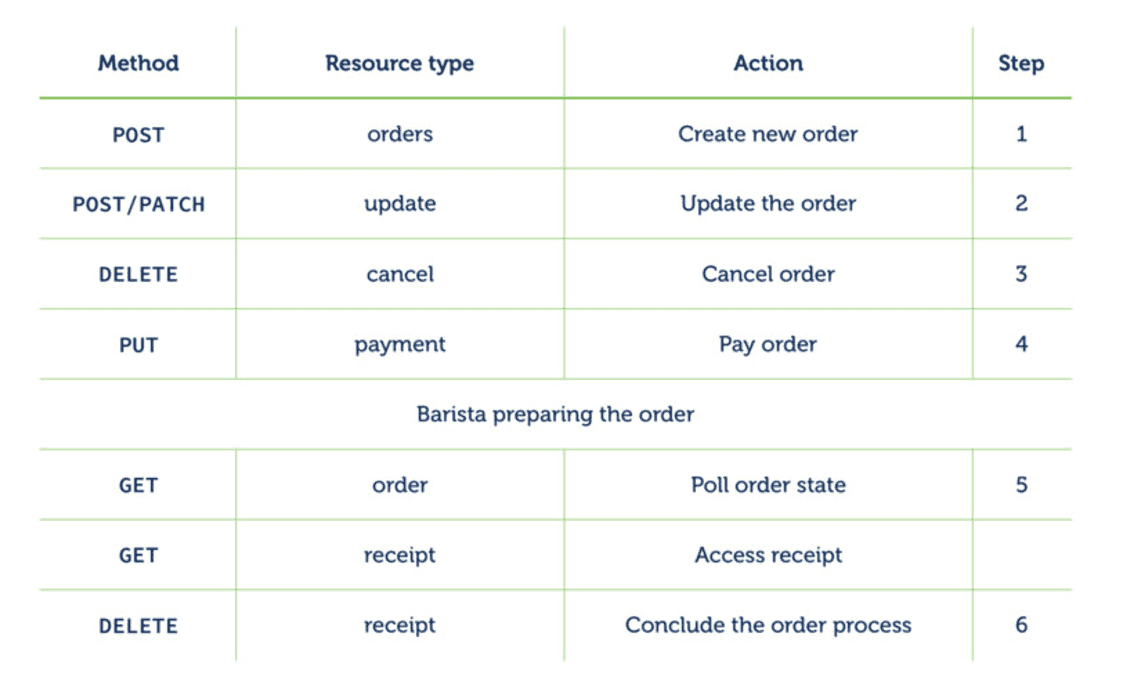 Method Resource type Action Step
POST orders Create new order 1
POST/PATCH update Update the order 2
DELETE cancel Cancel order 3
PUT payment Pay order 4
Barista preparing the order
GET order Poll order state 5
GET receipt Access receipt
DELETE receipt Conclude the order process 6